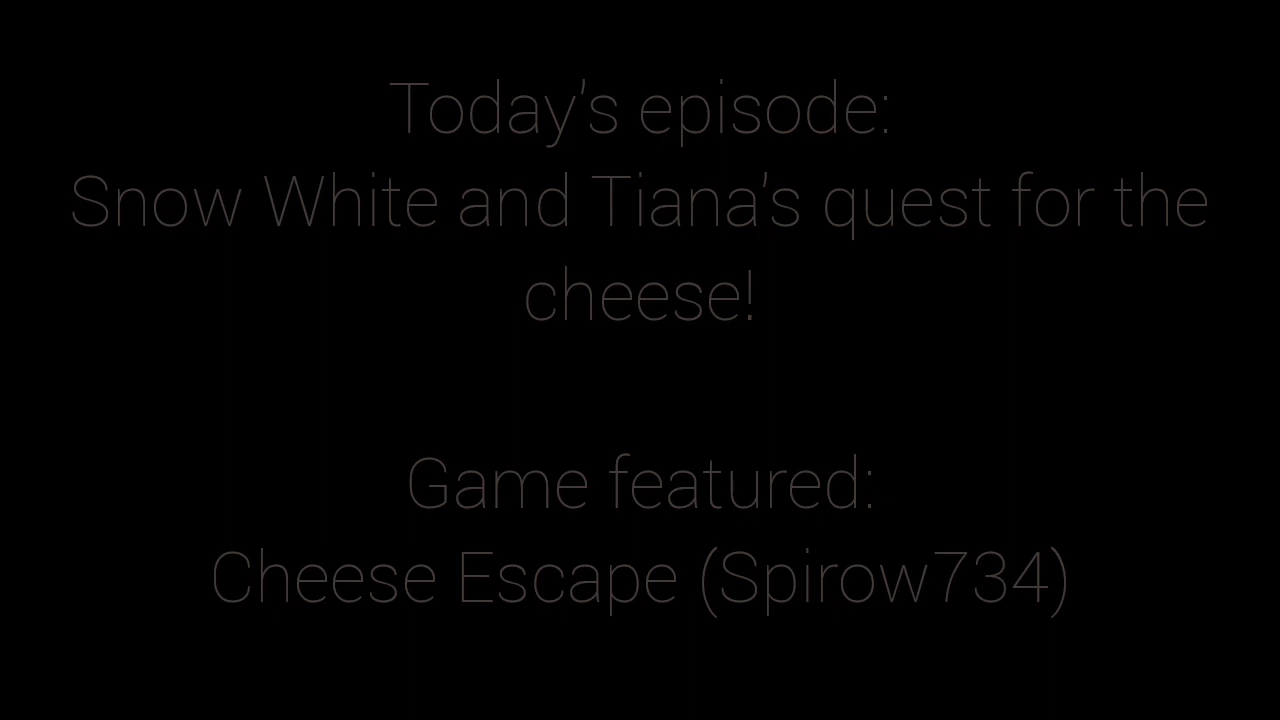 Today's episode:
Snow White and Tiana's quest for the
cheese!
Game featured:
Cheese Escape (Spirow734)